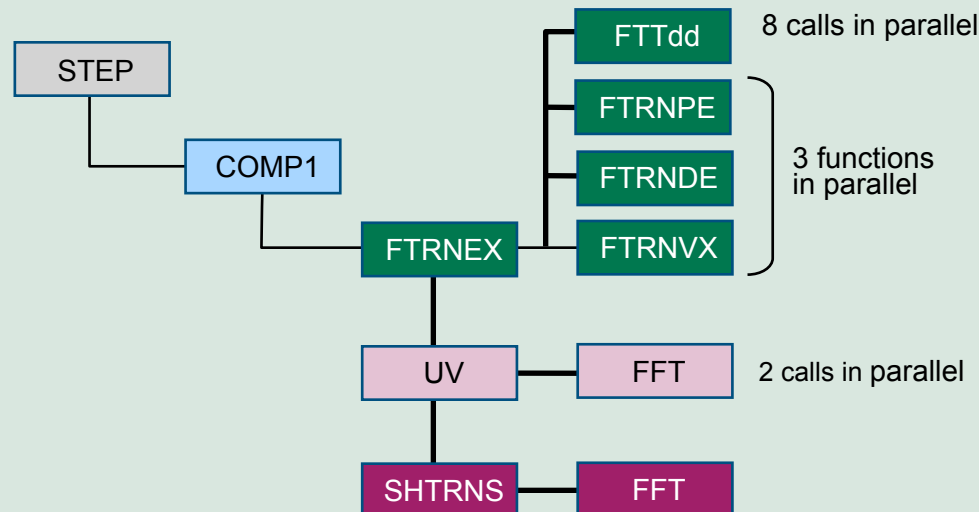 FTTdd
8 calls in parallel
STEP
FTRNPE
COMP1
3 functions
in parallel
FTRNDE
FTRNEX
FTRNVX
UV
FFT
2 calls in parallel
SHTRNS
FFT